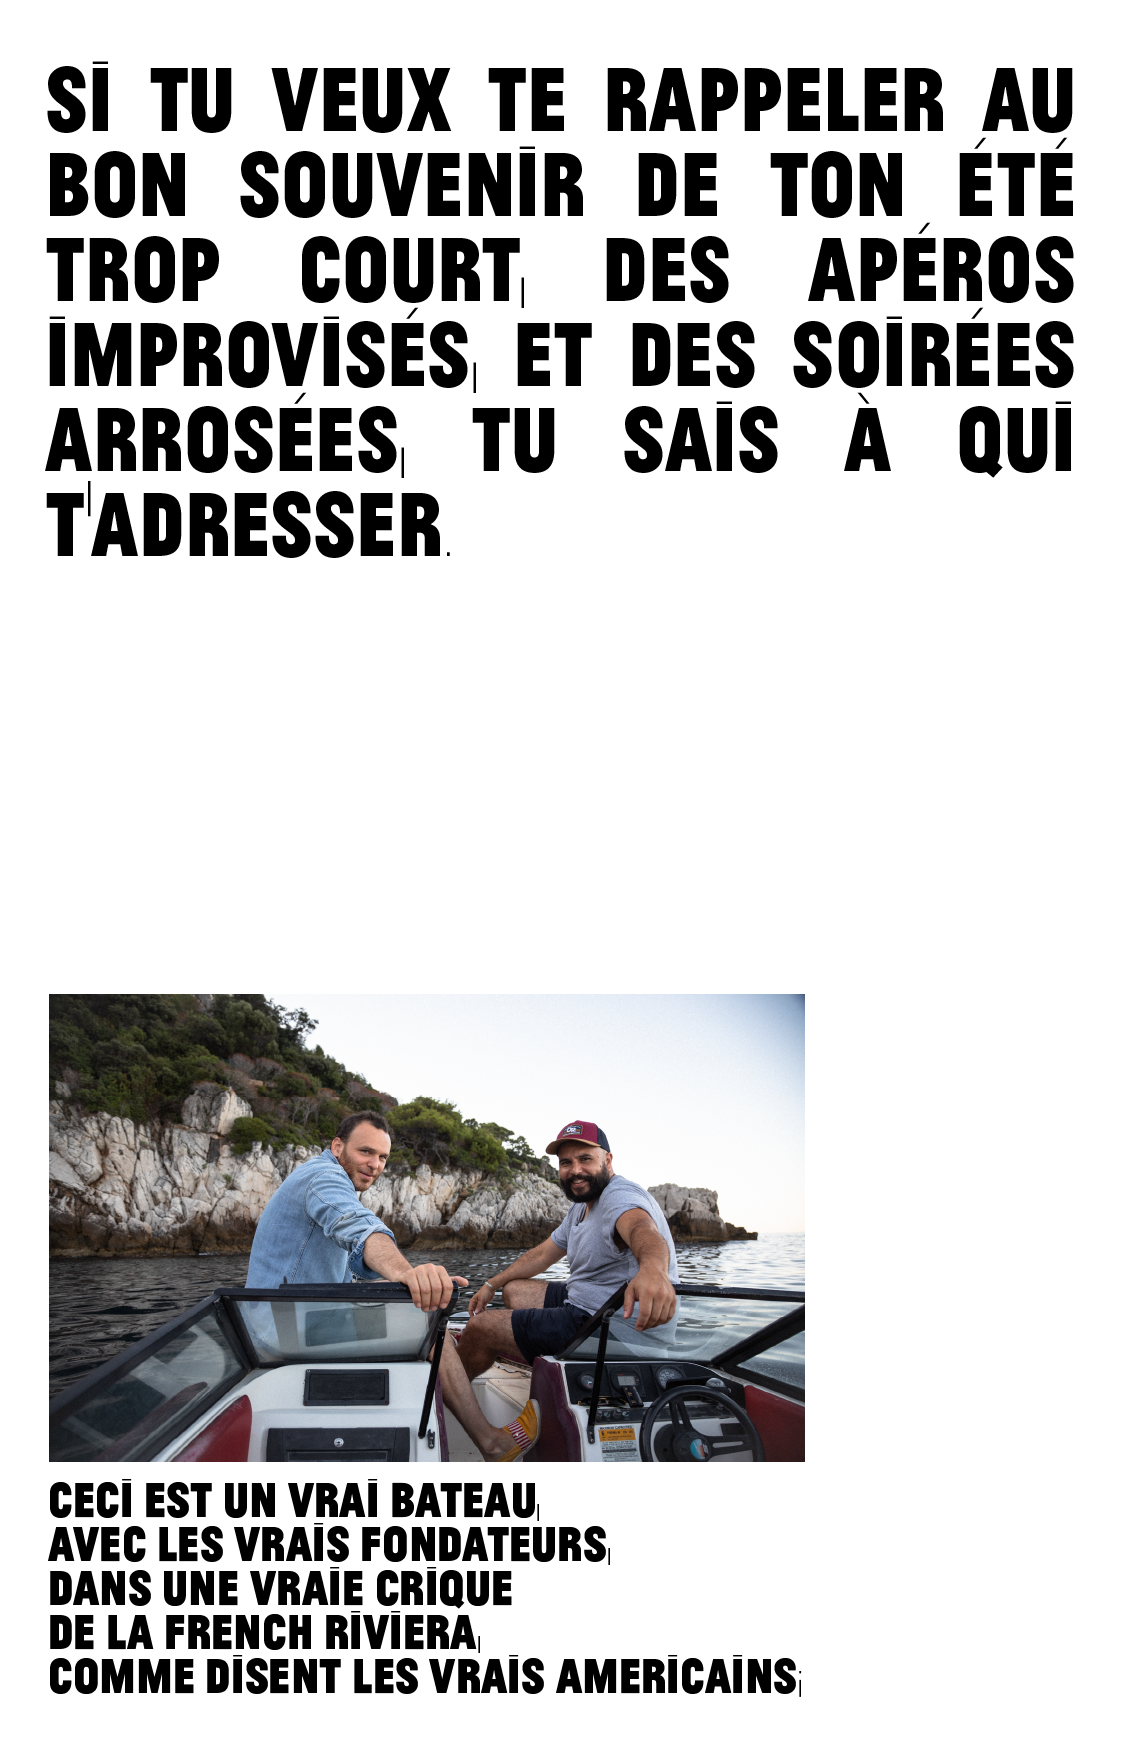 SI TU VEUX TE RAPPELER AU
BON SOUVENIR DE TON ÉTÉ
TROP COURT, DES APÉROS
IMPROVISÉS, ET DES SOIRÉES
ARROSÉES, TU SAIS À QUI
T'ADRESSER.
CECI EST UN VRAI BATEAU,
AVEC LES VRAIS FONDATEURS,
DANS UNE VRAIE CRIQUE
DE LA FRENCH RIVIERA,
COMME DISENT LES VRAIS AMERICAINS;